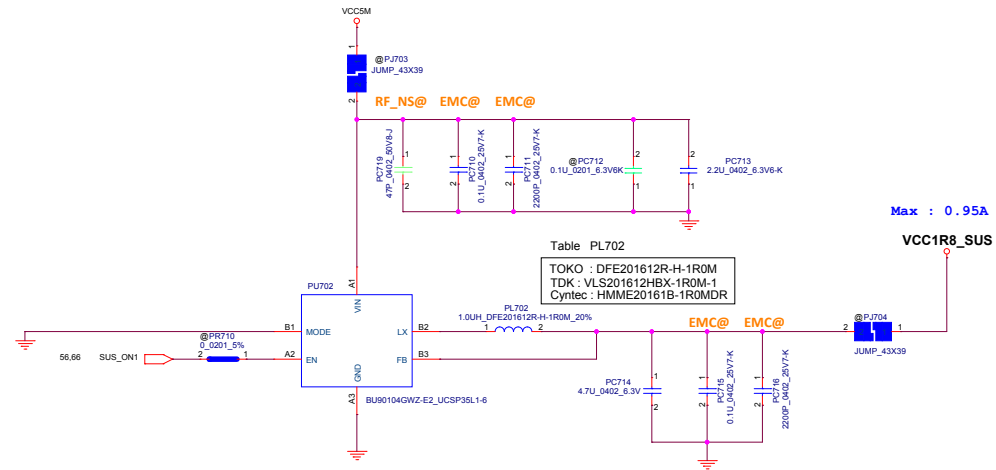 VCC5M
1
@PJ703
JUMP_43X39
2
RF_NS@ EMC@ EMC@
PC719
47P_0402_50V8-J
1
2
PC710
0.1U_0402_25V7-K
1
2
PC711
2200P_0402_25V7-K
1
2
@PC712
0.1U_0201_6.3V6K
2
1
PC713
2.2U_0402_6.3V6-K
2
1
Max : 0.95A
VCC1R8_SUS
Table PL702
TOKO : DFE201612R-H-1R0M
TDK : VLS201612HBX-1R0M-1
Cyntec : HMME20161B-1R0MDR
PU702
A1
VIN
B1 MODE
A2 EN
LX B2
FB B3
GND
A3
BU90104GWZ-E2_UCSP35L1-6
@PR710
0_0201_5%
2 1
56,66 SUS_ON1
PL702
1.0UH_DFE201612R-H-1R0M_20%
1 2
EMC@ EMC@
PC714
4.7U_0402_6.3V
1
2
PC715
0.1U_0402_25V7-K
1
2
PC716
2200P_0402_25V7-K
1
2
@PJ704
2 1
JUMP_43X39